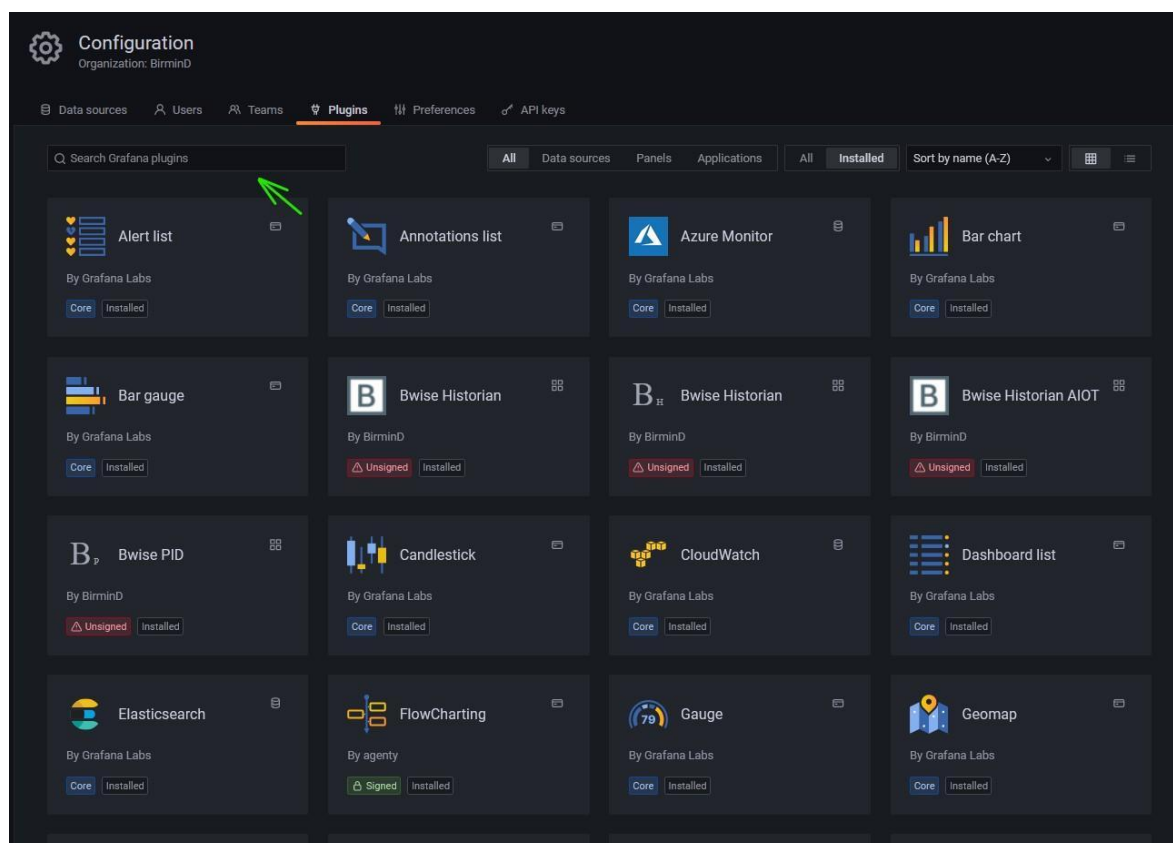 Configuration
Organization: BirminD
Data sources Users Teams Plugins Preferences API keys
Search Grafana plugins All Data sources Panels Applications All Installed Sort by name (A-Z)
Alert list Annotations list Azure Monitor Bar chart
By Grafana Labs By Grafana Labs By Grafana Labs By Grafana Labs
Core Installed Core Installed Core Installed Core Installed
Bar gauge B Bwise Historian BH Bwise Historian B Bwise Historian AIOT
By Grafana Labs By BirminD By BirminD By BirminD
Core Installed Unsigned Installed Unsigned Installed Unsigned Installed
BP Bwise PID Candlestick CloudWatch Dashboard list
By BirminD By Grafana Labs By Grafana Labs By Grafana Labs
Unsigned Installed Core Installed Core Installed Core Installed
Elasticsearch FlowCharting 79 Gauge Geomap
By Grafana Labs By agenty By Grafana Labs By Grafana Labs
Core Installed Signed Installed Core Installed Core Installed